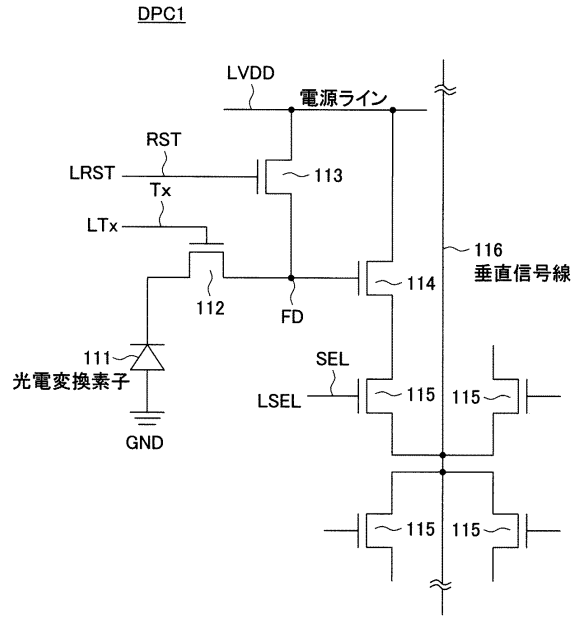 DPC1
LVDD
電源ライン
RST
LRST
113
Tx
LTx
116
垂直信号線
114
112
FD
111
光電変換素子
SEL
LSEL
115
115
GND
115
115